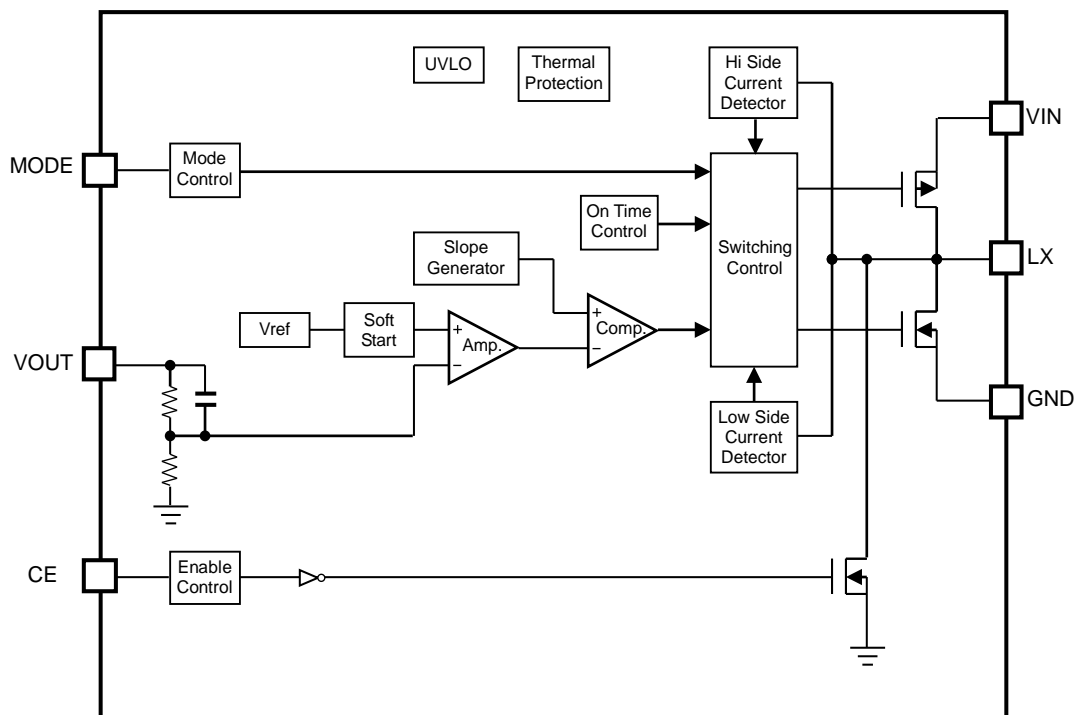 UVLO
Thermal
Protection
Hi Side
Current
Detector
VIN
MODE
Mode
Control
On Time
Control
Switching
Control
LX
Slope
Generator
Vref
Soft
Start
+
Amp.
−
+
Comp.
−
VOUT
GND
Low Side
Current
Detector
CE
Enable
Control